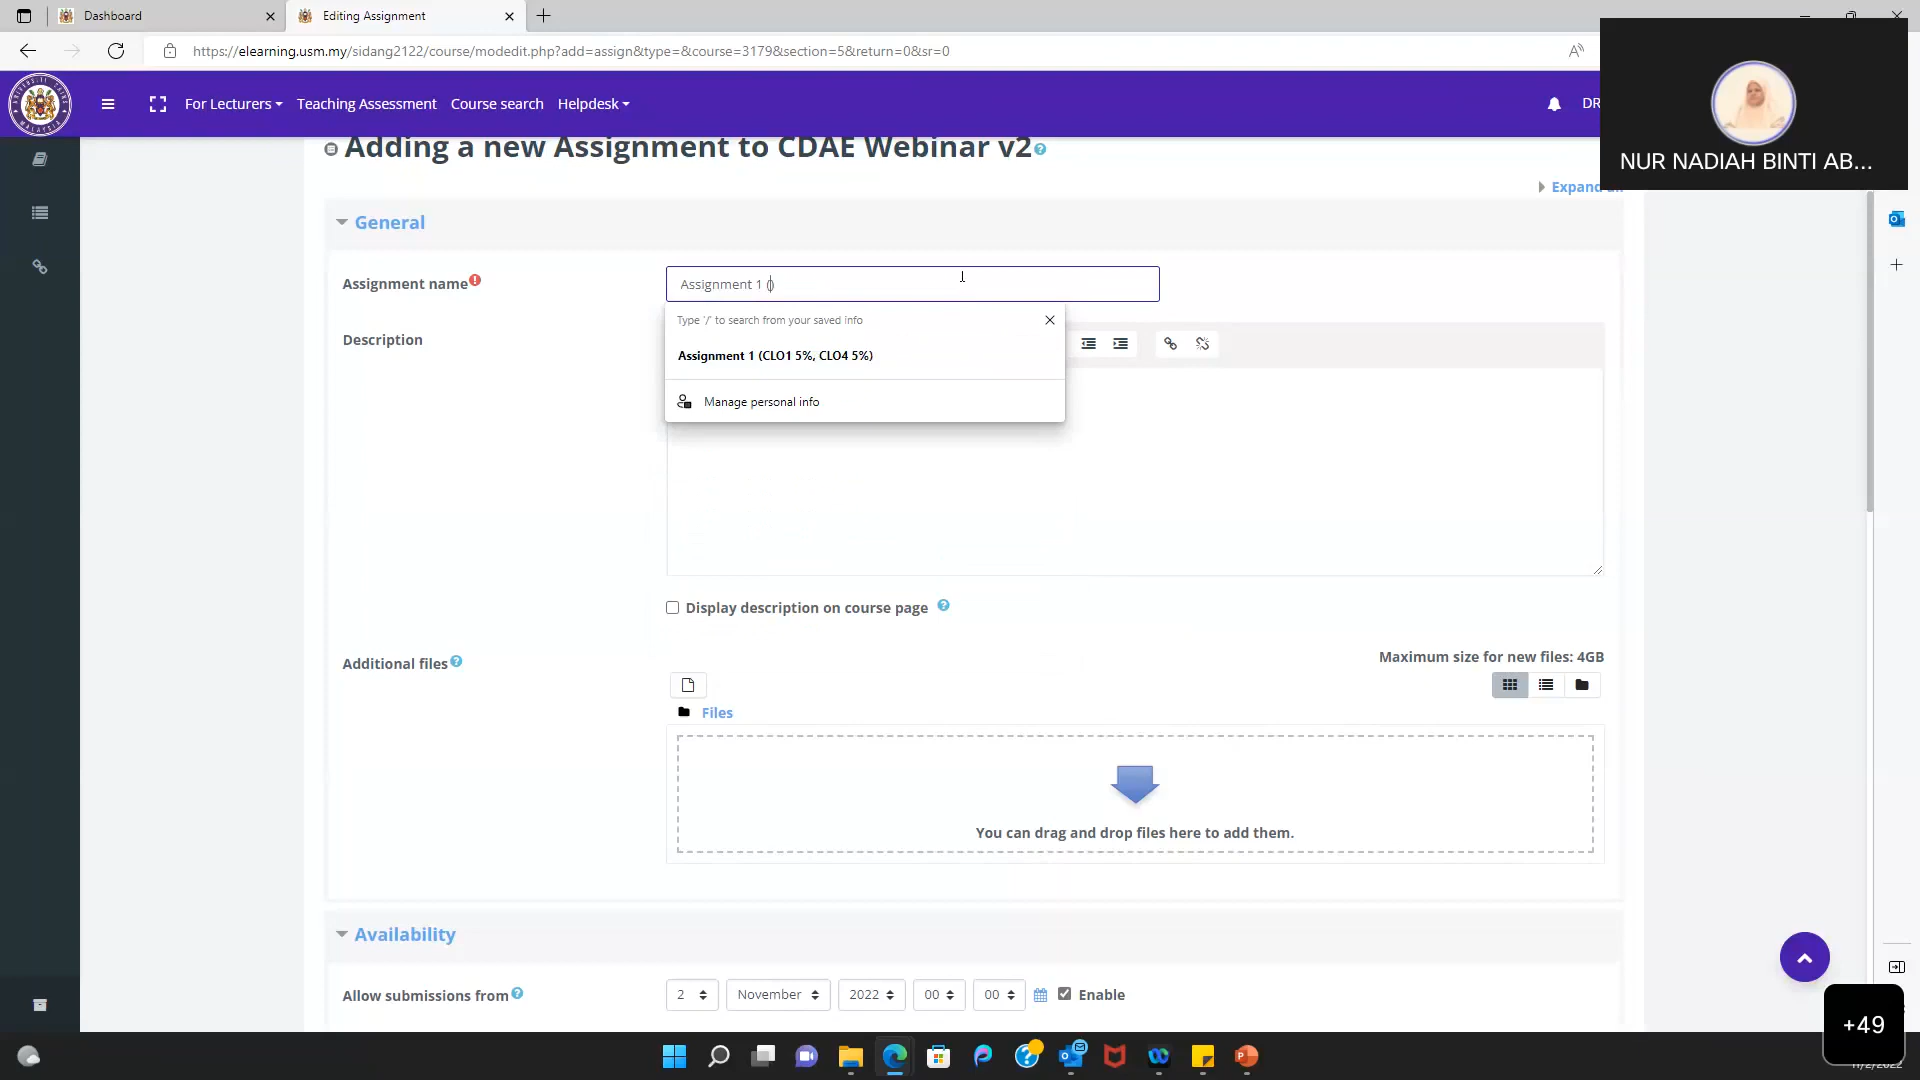 Dashboard
Editing Assignment
https://elearning.usm.my/sidang2122/course/modedit.php?add=assign&type=&course=3179&section=5&return=0&sr=0
For Lecturers
Teaching Assessment
Course search
Helpdesk
DR
NUR NADIAH BINTI AB...
Adding a new Assignment to CDAE Webinar v2
Expand
General
Assignment name
Assignment 1 ()
Type '/' to search from your saved info
Assignment 1 (CLO1 5%, CLO4 5%)
Manage personal info
Description
Display description on course page
Additional files
Maximum size for new files: 4GB
Files
You can drag and drop files here to add them.
Availability
Allow submissions from
2
November
2022
00
00
Enable
+49